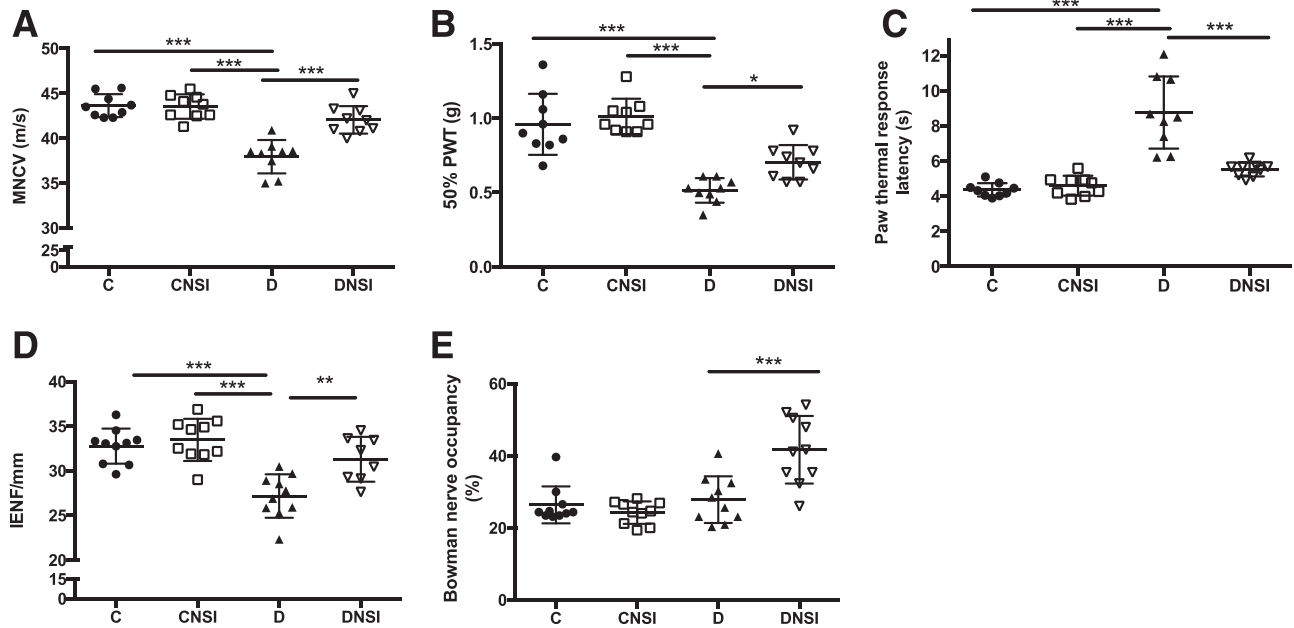 A
MNCV (m/s)
50
45
40
35
30
25
0
***
***
***
C CNSI D DNSI
B
50% PWT (g)
1.5
1.0
0.5
0.0
***
***
*
C CNSI D DNSI
C
Paw thermal response
latency (s)
12
10
8
6
4
2
0
***
***
***
C CNSI D DNSI
D
IENF/mm
40
35
30
25
20
15
0
***
***
**
C CNSI D DNSI
E
Bowman nerve occupancy
(%)
60
40
20
0
***
C CNSI D DNSI